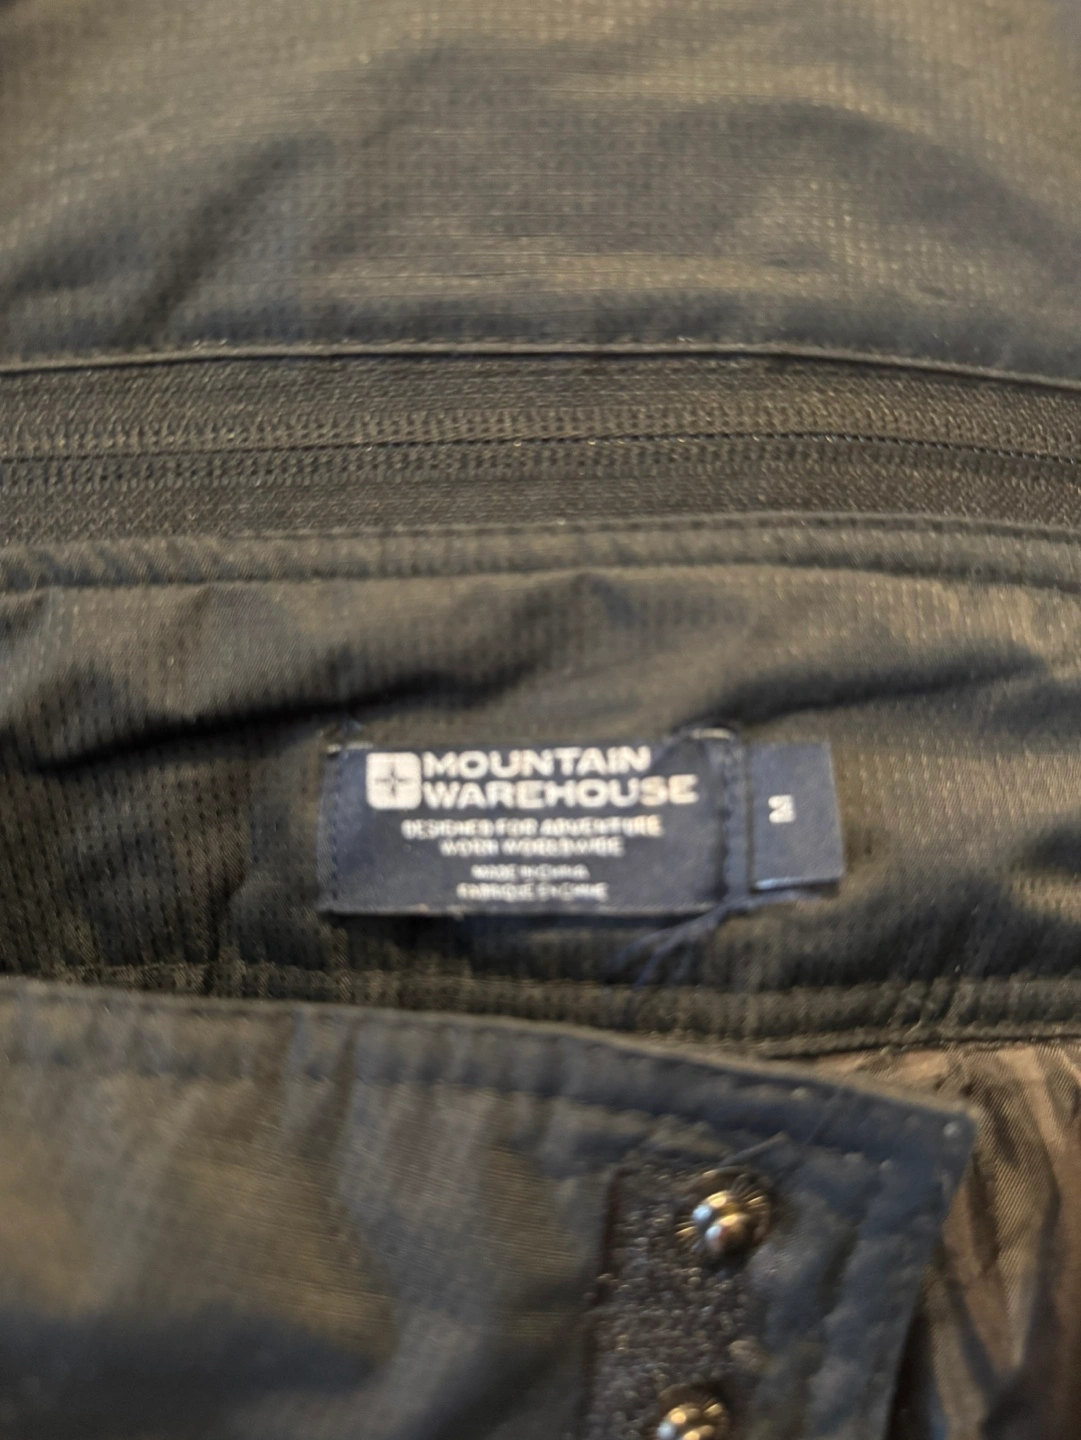 MOUNTAIN
WAREHOUSE
DESIGNED FOR ADVENTURE
WORN WORLDWIDE
MADE IN CHINA
FABRIQUÉ EN CHINE